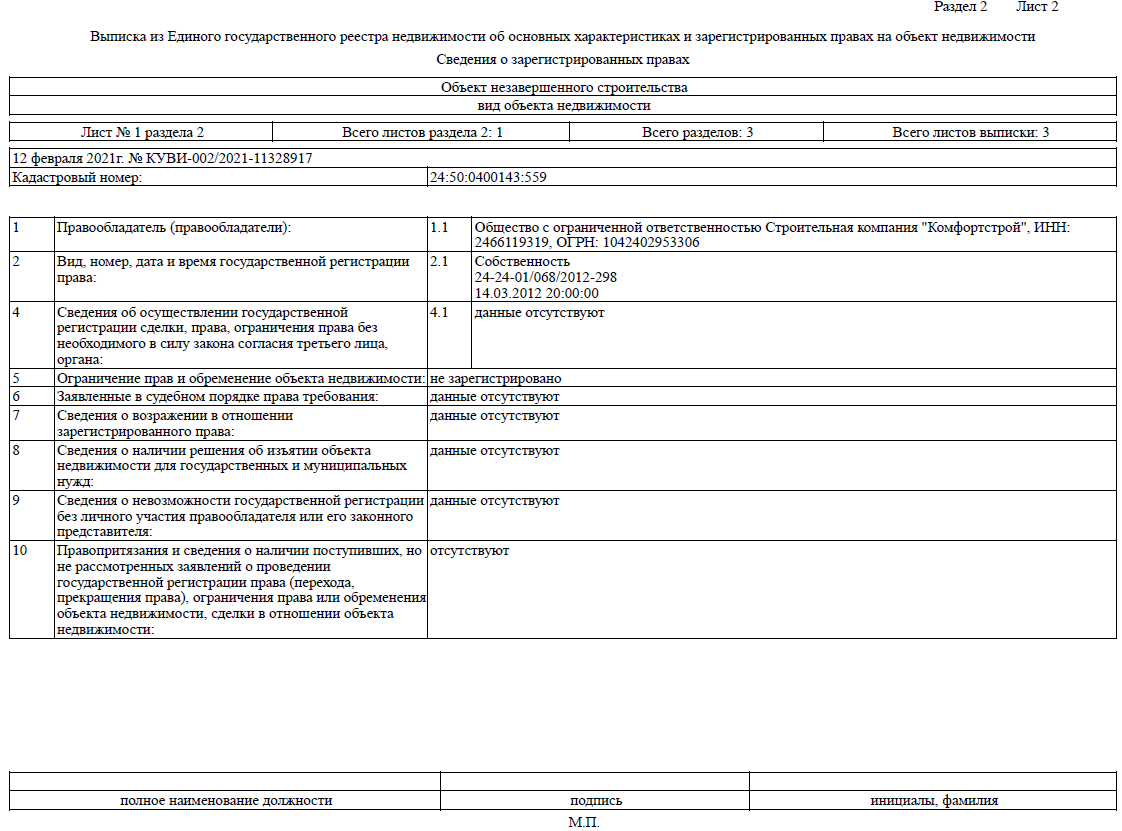 Раздел 2 Лист 2
Выписка из Единого государственного реестра недвижимости об основных характеристиках и зарегистрированных правах на объект недвижимости
Сведения о зарегистрированных правах
Объект незавершенного строительства
вид объекта недвижимости
Лист № 1 раздела 2 Всего листов раздела 2: 1 Всего разделов: 3 Всего листов выписки: 3
12 февраля 2021г. № КУВИ-002/2021-11328917
Кадастровый номер: 24:50:0400143:559
1 Правообладатель (правообладатели): 1.1 Общество с ограниченной ответственностью Строительная компания "Комфортстрой", ИНН:
2466119319, ОГРН: 1042402953306
2 Вид, номер, дата и время государственной регистрации 2.1 Собственность
права: 24-24-01/068/2012-298
14.03.2012 20:00:00
4 Сведения об осуществлении государственной 4.1 данные отсутствуют
регистрации сделки, права, ограничения права без
необходимого в силу закона согласия третьего лица,
органа:
5 Ограничение прав и обременение объекта недвижимости: не зарегистрировано
6 Заявленные в судебном порядке права требования: данные отсутствуют
7 Сведения о возражении в отношении данные отсутствуют
зарегистрированного права:
8 Сведения о наличии решения об изъятии объекта данные отсутствуют
недвижимости для государственных и муниципальных
нужд:
9 Сведения о невозможности государственной регистрации данные отсутствуют
без личного участия правообладателя или его законного
представителя:
10 Правопритязания и сведения о наличии поступивших, но отсутствуют
не рассмотренных заявлений о проведении
государственной регистрации права (перехода,
прекращения права), ограничения права или обременения
объекта недвижимости, сделки в отношении объекта
недвижимости:
полное наименование должности подпись инициалы, фамилия
М.П.